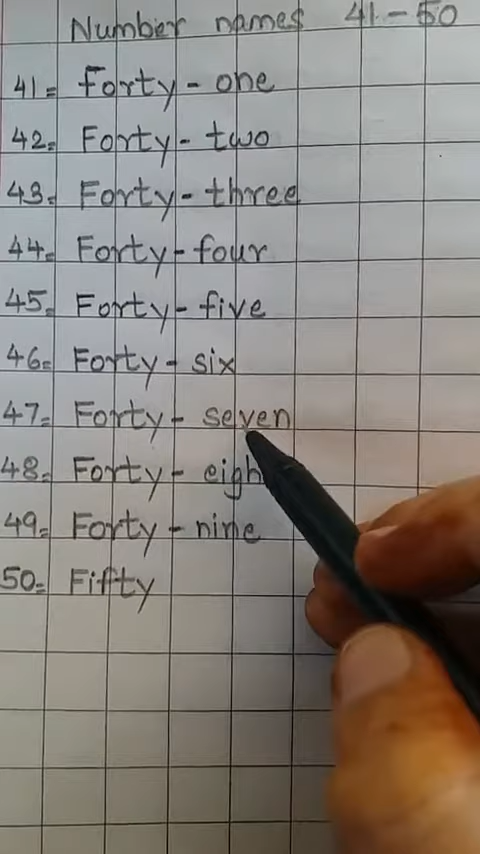 Number names 41-50
41= Forty-one
42= Forty-two
43= Forty-three
44= Forty-four
45= Forty-five
46= Forty-six
47= Forty-seven
48= Forty-eigh
49= Forty-nine
50= Fifty